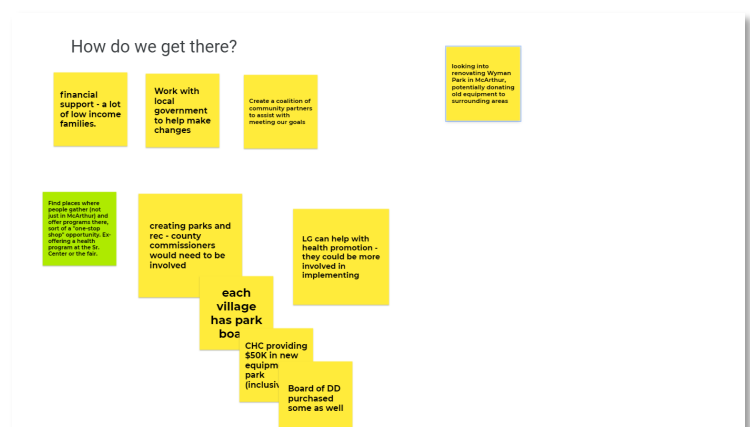 How do we get there?
financial
support - a lot
of low income
families.
Work with
local
government
to help make
changes
Create a coalition of
community partners
to assist with
meeting our goals
looking into
renovating Wyman
Park in McArthur,
potentially donating
old equipment to
surrounding areas
Find places where
people gather (not
just in McArthur) and
offer programs there,
sort of a "one-stop
shop" opportunity. Ex-
offering a health
program at the Sr.
Center or the fair.
creating parks and
rec - county
commissioners
would need to be
involved
LG can help with
health promotion -
they could be more
involved in
implementing
each
village
has park
CHC providing
$50K in new
park
Board of DD
purchased
some as well